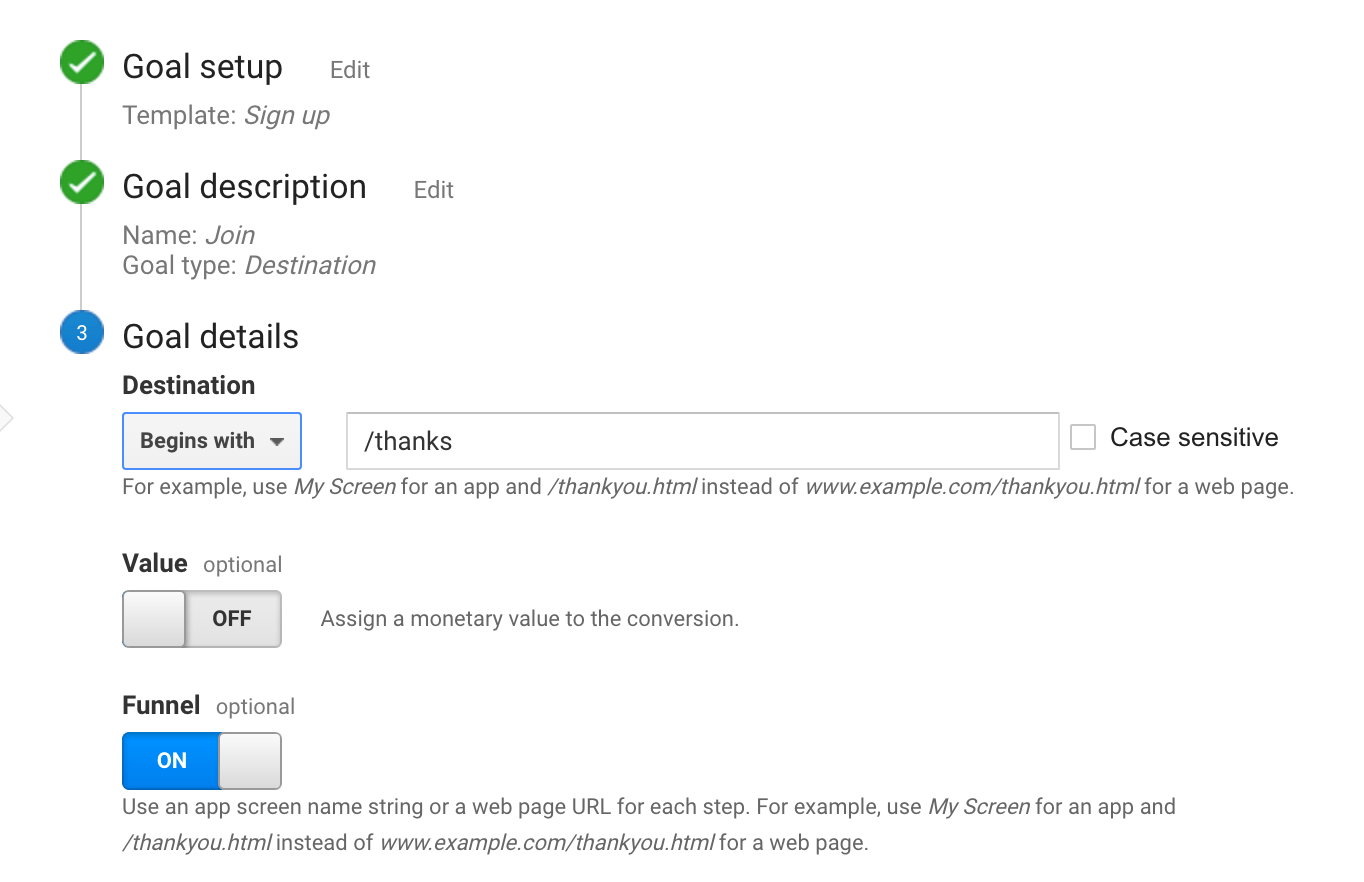 Goal setup Edit
Template: Sign up
Goal description Edit
Name: Join
Goal type: Destination
3 Goal details
Destination
Begins with /thanks Case sensitive
For example, use My Screen for an app and /thankyou.html instead of www.example.com/thankyou.html for a web page.
Value optional
OFF Assign a monetary value to the conversion.
Funnel optional
ON
Use an app screen name string or a web page URL for each step. For example, use My Screen for an app and
/thankyou.html instead of www.example.com/thankyou.html for a web page.